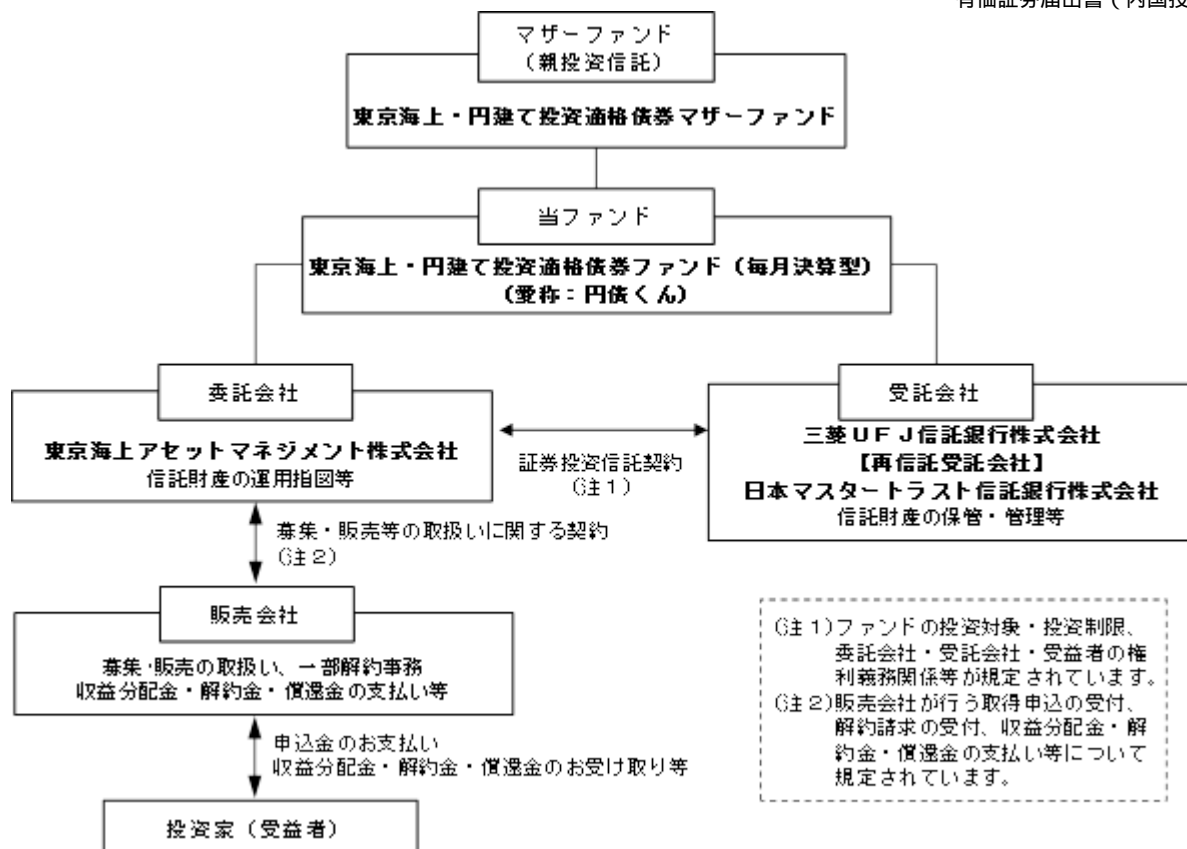 有価証券届出書(内国投
マザーファンド
(親投資信託)
東京海上・円建て投資適格債券マザーファンド
当ファンド
東京海上・円建て投資適格債券ファンド(毎月決算型)
(愛称:円債くん)
委託会社
東京海上アセットマネジメント株式会社
信託財産の運用指図等
証券投資信託契約
(注1)
受託会社
三菱UFJ信託銀行株式会社
【再信託受託会社】
日本マスタートラスト信託銀行株式会社
信託財産の保管・管理等
募集・販売等の取扱いに関する契約
(注2)
販売会社
募集・販売の取扱い、一部解約事務
収益分配金・解約金・償還金の支払い等
申込金のお支払い
収益分配金・解約金・償還金のお受け取り等
投資家(受益者)
(注1)ファンドの投資対象・投資制限、
委託会社・受託会社・受益者の権
利義務関係等が規定されています。
(注2)販売会社が行う取得申込の受付、
解約請求の受付、収益分配金・解
約金・償還金の支払い等について
規定されています。